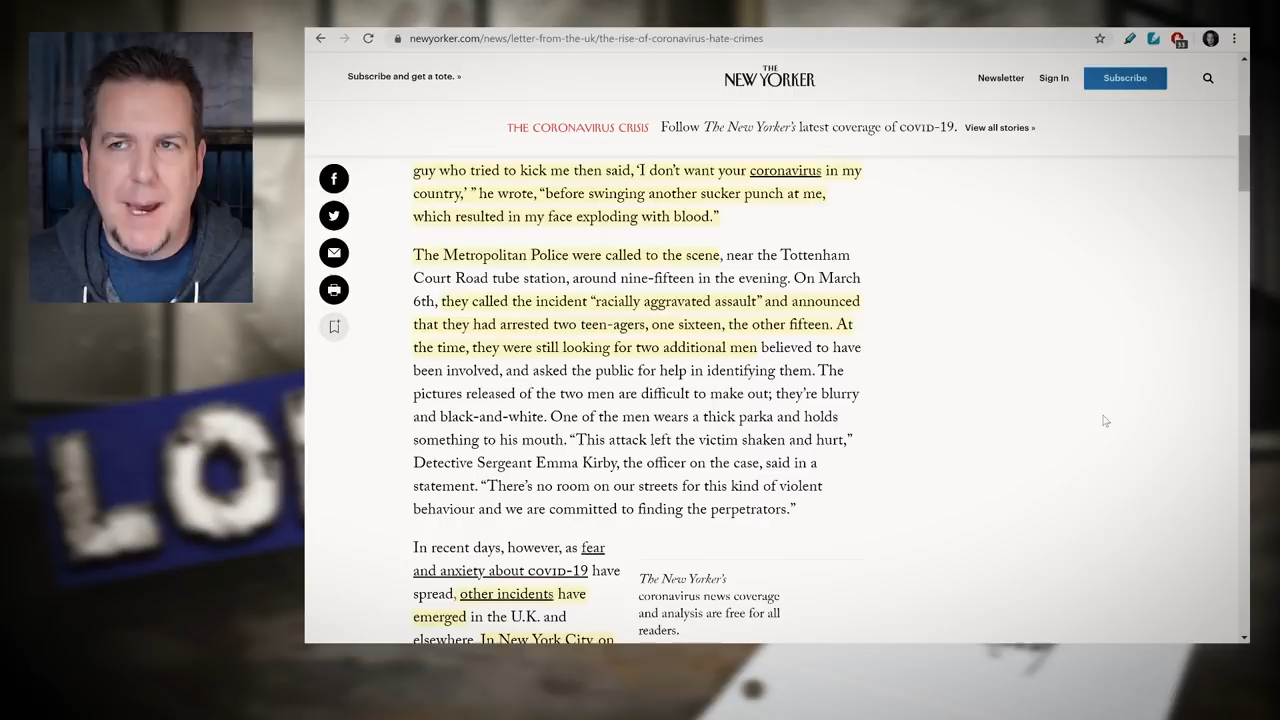 newyorker.com/news/letter-from-the-uk/the-rise-of-coronavirus-hate-crimes
33
Subscribe and get a tote. »
THE
NEW YORKER
Newsletter
Sign In
Subscribe
THE CORONAVIRUS CRISIS Follow The New Yorker's latest coverage of COVID-19. View all stories »
guy who tried to kick me then said, ‘I don’t want your coronavirus in my
country,’ ” he wrote, “before swinging another sucker punch at me,
which resulted in my face exploding with blood.”
The Metropolitan Police were called to the scene, near the Tottenham
Court Road tube station, around nine-fifteen in the evening. On March
6th, they called the incident “racially aggravated assault” and announced
that they had arrested two teen-agers, one sixteen, the other fifteen. At
the time, they were still looking for two additional men believed to have
been involved, and asked the public for help in identifying them. The
pictures released of the two men are difficult to make out; they’re blurry
and black-and-white. One of the men wears a thick parka and holds
something to his mouth. “This attack left the victim shaken and hurt,”
Detective Sergeant Emma Kirby, the officer on the case, said in a
statement. “There’s no room on our streets for this kind of violent
behaviour and we are committed to finding the perpetrators.”
In recent days, however, as fear
and anxiety about COVID-19 have
spread, other incidents have
emerged in the U.K. and
elsewhere. In New York City on
The New Yorker’s
coronavirus news coverage
and analysis are free for all
readers.